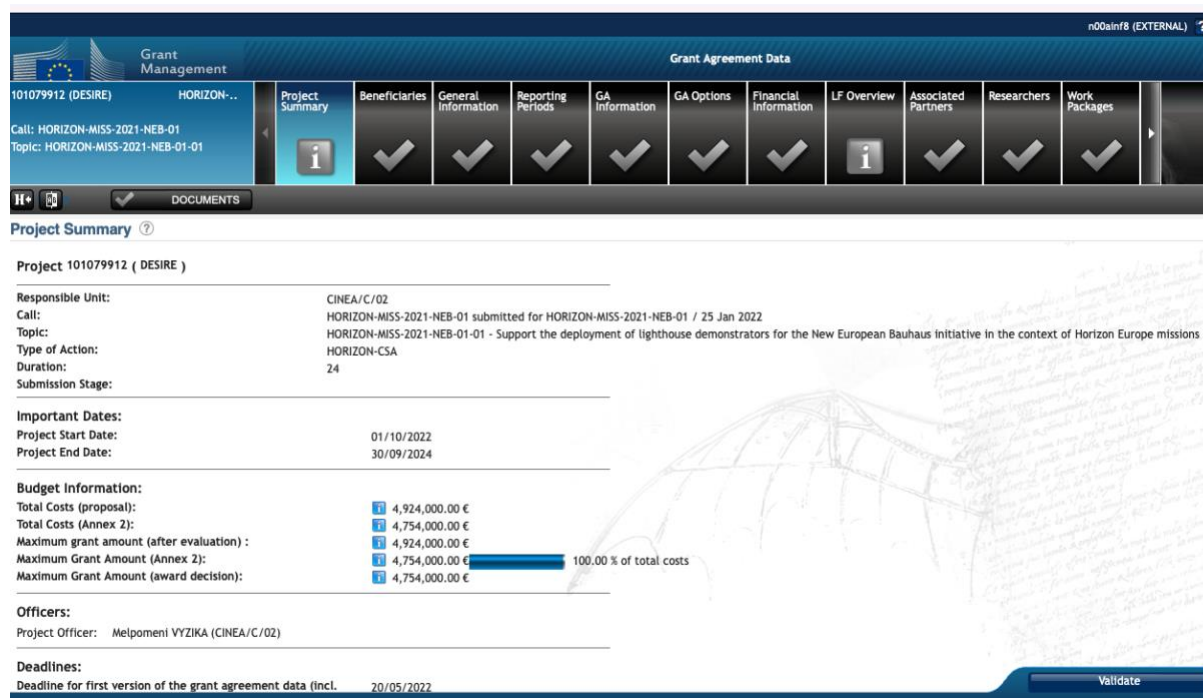 n00ainf8 (EXTERNAL) ?
Grant
Management
Grant Agreement Data
101079912 (DESIRE) HORIZON-..
Call: HORIZON-MISS-2021-NEB-01
Topic: HORIZON-MISS-2021-NEB-01-01
Project
Summary
Beneficiaries
General
Information
Reporting
Periods
GA
Information
GA Options
Financial
Information
LF Overview
Associated
Partners
Researchers
Work
Packages
DOCUMENTS
Project Summary ?
Project 101079912 ( DESIRE )
Responsible Unit: CINEA/C/02
Call: HORIZON-MISS-2021-NEB-01 submitted for HORIZON-MISS-2021-NEB-01 / 25 Jan 2022
Topic: HORIZON-MISS-2021-NEB-01-01 - Support the deployment of lighthouse demonstrators for the New European Bauhaus initiative in the context of Horizon Europe missions
Type of Action: HORIZON-CSA
Duration: 24
Submission Stage:
Important Dates:
Project Start Date: 01/10/2022
Project End Date: 30/09/2024
Budget Information:
Total Costs (proposal): 4,924,000.00 €
Total Costs (Annex 2): 4,754,000.00 €
Maximum grant amount (after evaluation) : 4,924,000.00 €
Maximum Grant Amount (Annex 2): 4,754,000.00 € 100.00 % of total costs
Maximum Grant Amount (award decision): 4,754,000.00 €
Officers:
Project Officer: Melpomeni VYZIKA (CINEA/C/02)
Deadlines:
Deadline for first version of the grant agreement data (incl. 20/05/2022
Validate